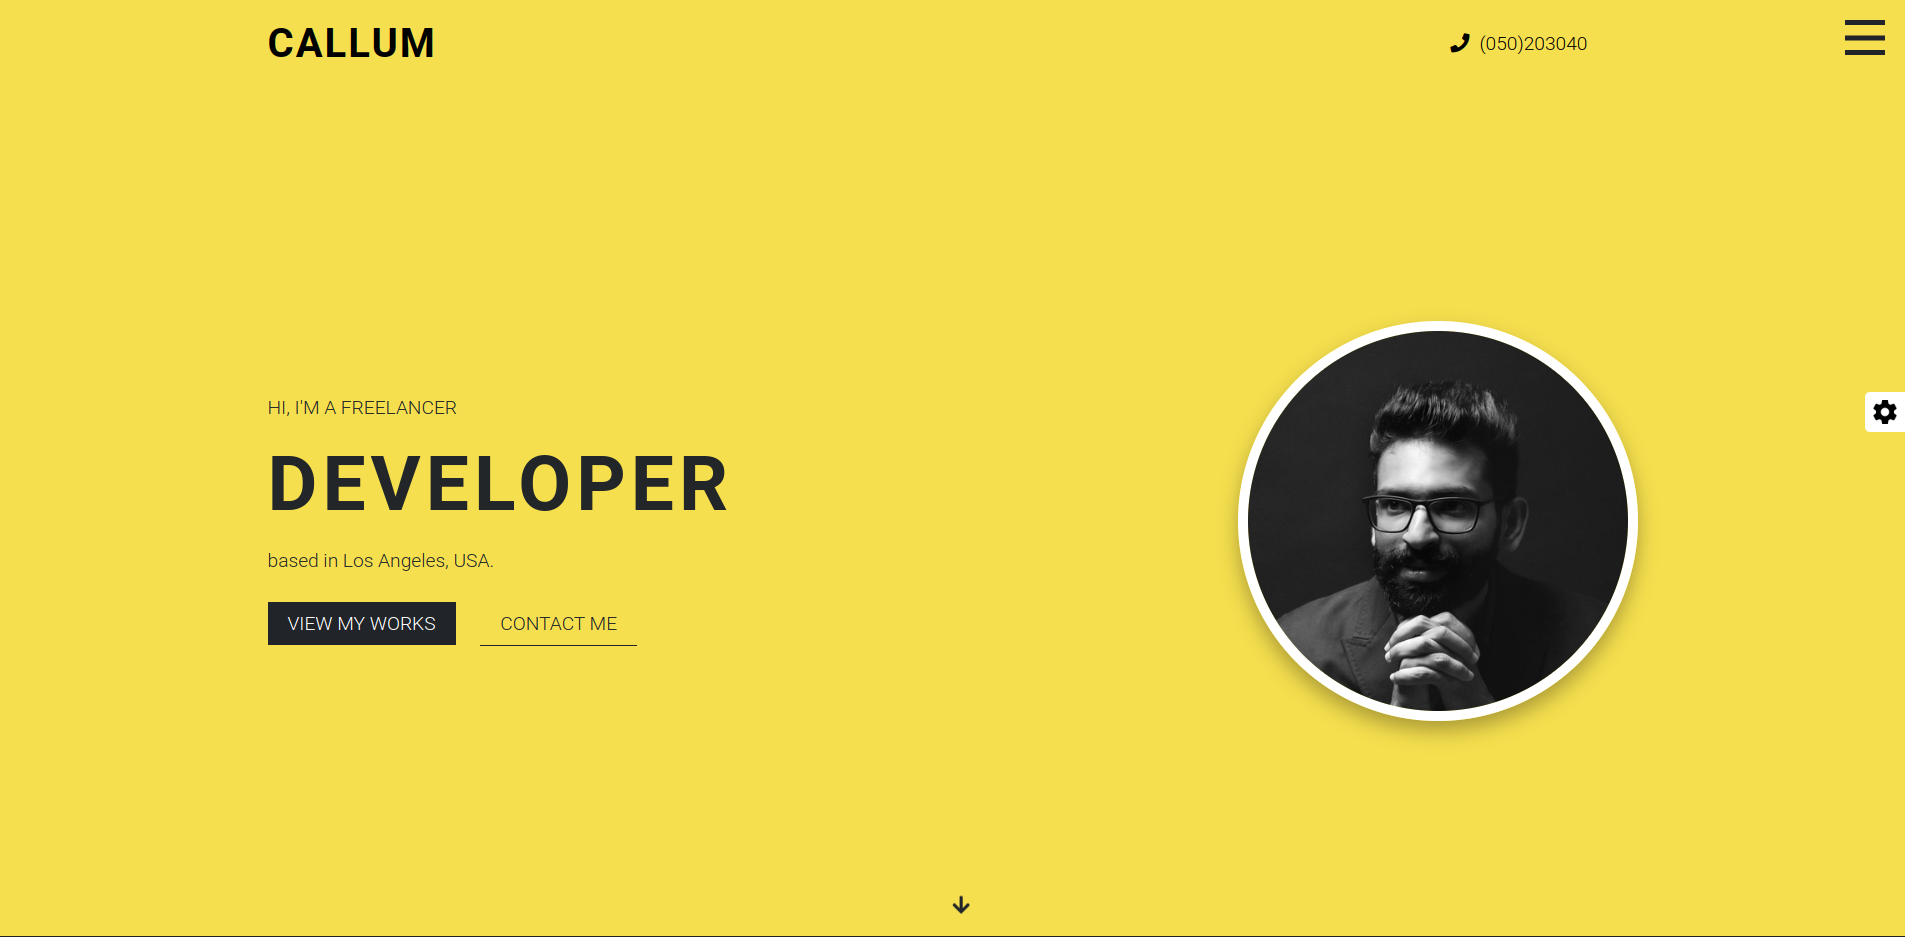 CALLUM
(050)203040
HI, I'M A FREELANCER
DEVELOPER
based in Los Angeles, USA.
VIEW MY WORKS
CONTACT ME